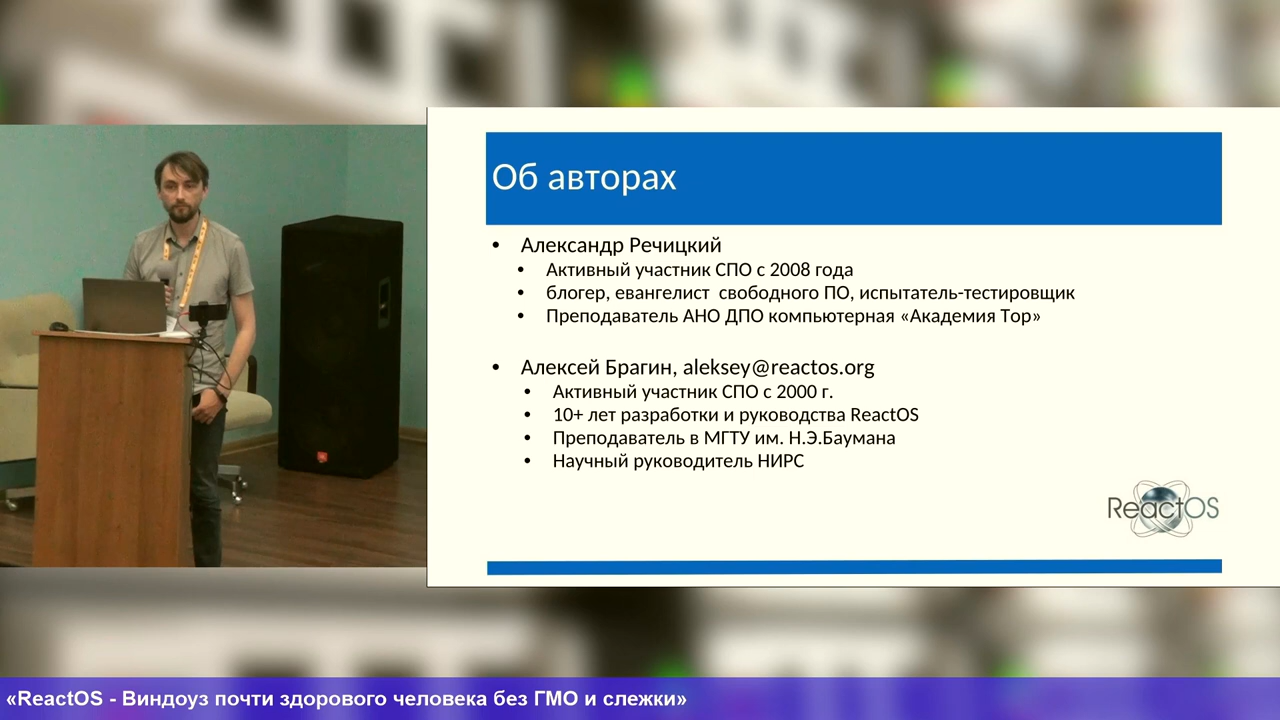 Об авторах
• Александр Речицкий
• Активный участник СПО с 2008 года
• блогер, евангелист  свободного ПО, испытатель-тестировщик
• Преподаватель АНО ДПО компьютерная «Академия Тор»
• Алексей Брагин, aleksey@reactos.org
• Активный участник СПО с 2000 г.
• 10+ лет разработки и руководства ReactOS
• Преподаватель в МГТУ им. Н.Э.Баумана
• Научный руководитель НИРС
ReactOS
«ReactOS - Виндоуз почти здорового человека без ГМО и слежки»